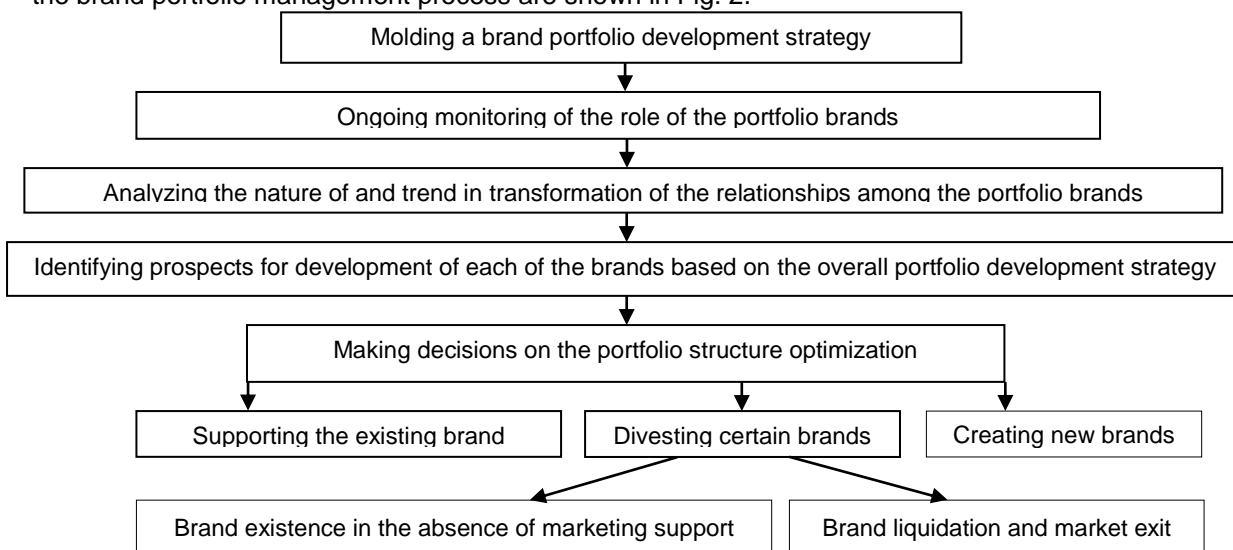 the brand portfolio management process are shown in Fig. 2.
Molding a brand portfolio development strategy
Ongoing monitoring of the role of the portfolio brands
Analyzing the nature of and trend in transformation of the relationships among the portfolio brands
Identifying prospects for development of each of the brands based on the overall portfolio development strategy
Making decisions on the portfolio structure optimization
Supporting the existing brand
Divesting certain brands
Creating new brands
Brand existence in the absence of marketing support
Brand liquidation and market exit